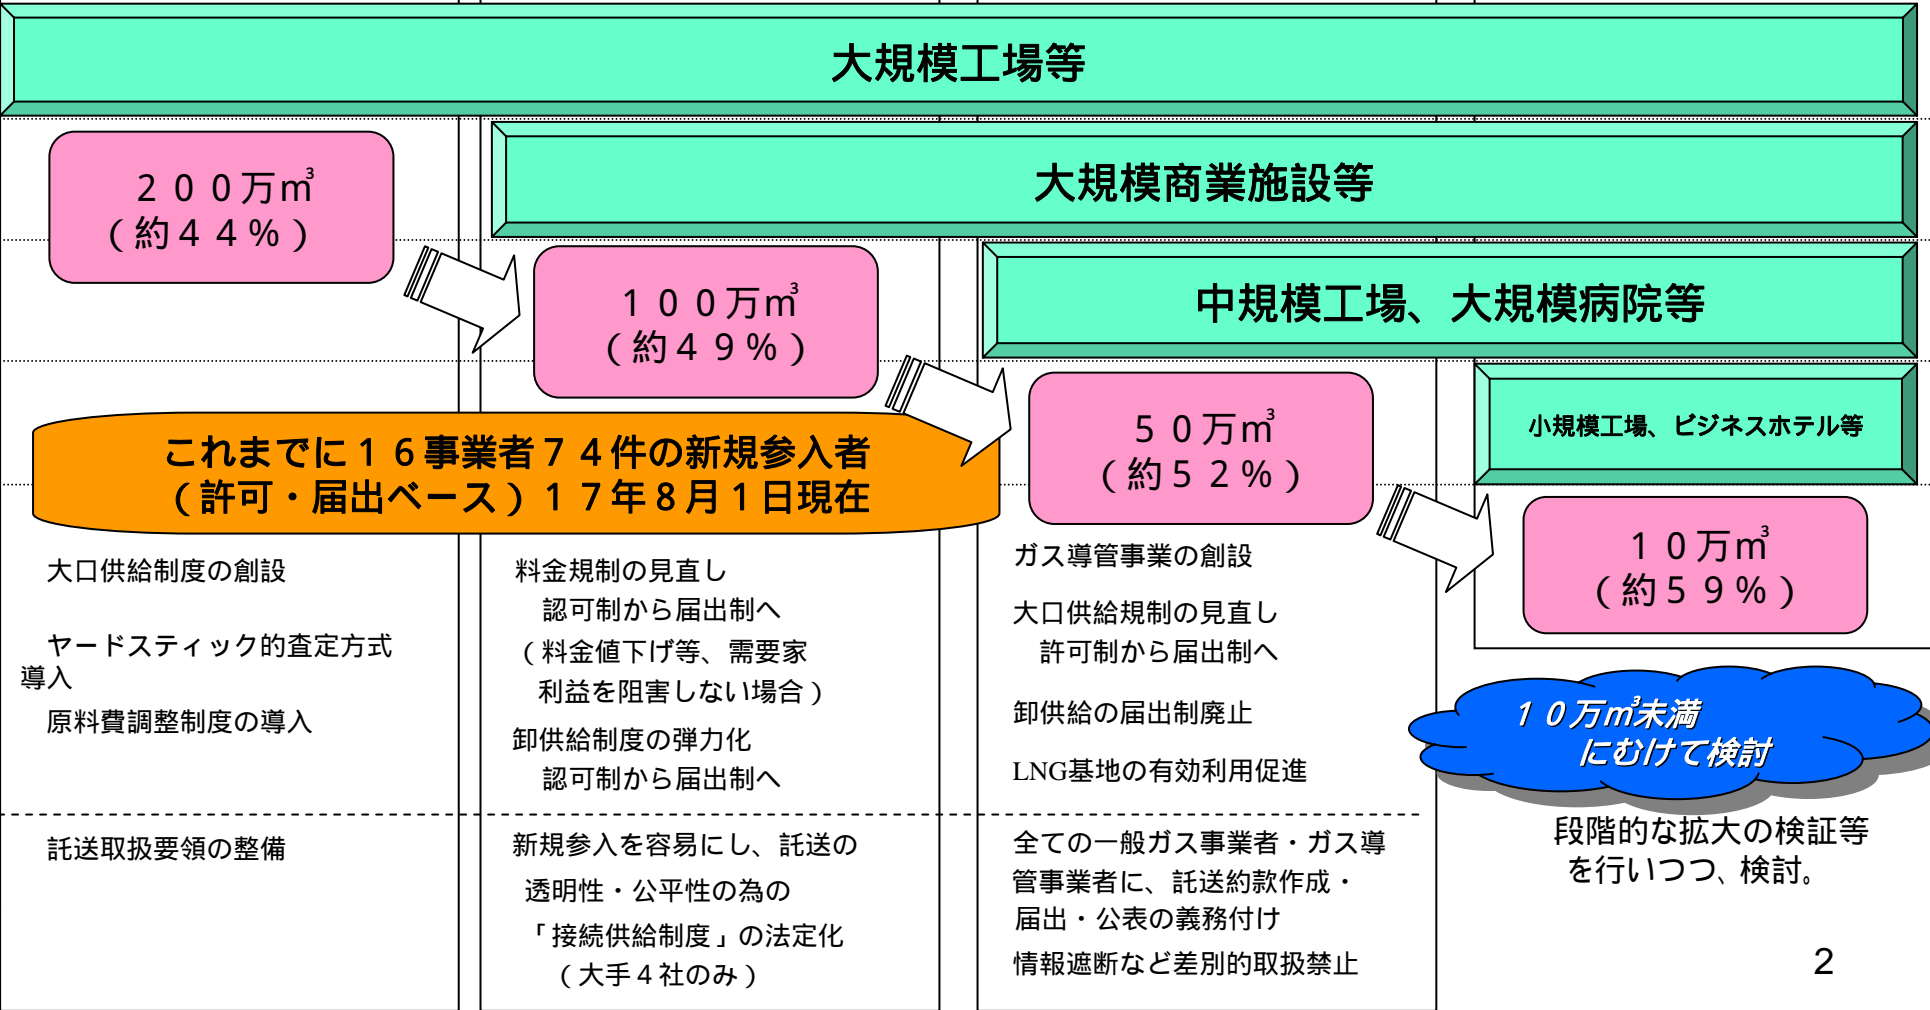 大規模工場等
大規模商業施設等
中規模工場、大規模病院等
小規模工場、ビジネスホテル等
２００万㎥
（約４４％）
１００万㎥
（約４９％）
５０万㎥
（約５２％）
１０万㎥
（約５９％）
これまでに１６事業者７４件の新規参入者
（許可・届出ベース）１７年８月１日現在
大口供給制度の創設
ヤードスティック的査定方式
導入
原料費調整制度の導入
託送取扱要領の整備
料金規制の見直し
認可制から届出制へ
（料金値下げ等、需要家
利益を阻害しない場合）
卸供給制度の弾力化
認可制から届出制へ
新規参入を容易にし、託送の
透明性・公平性の為の
「接続供給制度」の法定化
（大手４社のみ）
ガス導管事業の創設
大口供給規制の見直し
許可制から届出制へ
卸供給の届出制廃止
LNG基地の有効利用促進
全ての一般ガス事業者・ガス導
管事業者に、託送約款作成・
届出・公表の義務付け
情報遮断など差別的取扱禁止
１０万㎥未満
にむけて検討
段階的な拡大の検証等
を行いつつ、検討。
2